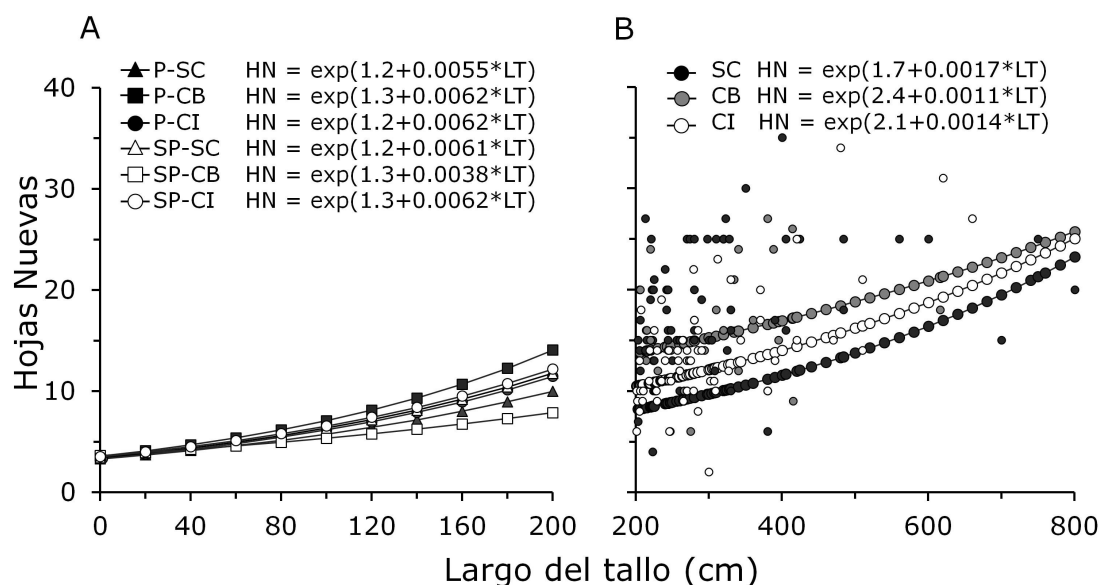 A
P-SC HN = exp(1.2+0.0055*LT)
P-CB HN = exp(1.3+0.0062*LT)
P-CI HN = exp(1.2+0.0062*LT)
SP-SC HN = exp(1.2+0.0061*LT)
SP-CB HN = exp(1.3+0.0038*LT)
SP-CI HN = exp(1.3+0.0062*LT)
Hojas Nuevas
40
30
20
10
0
0 40 80 120 160 200
B
SC HN = exp(1.7+0.0017*LT)
CB HN = exp(2.4+0.0011*LT)
CI HN = exp(2.1+0.0014*LT)
200 400 600 800
Largo del tallo (cm)